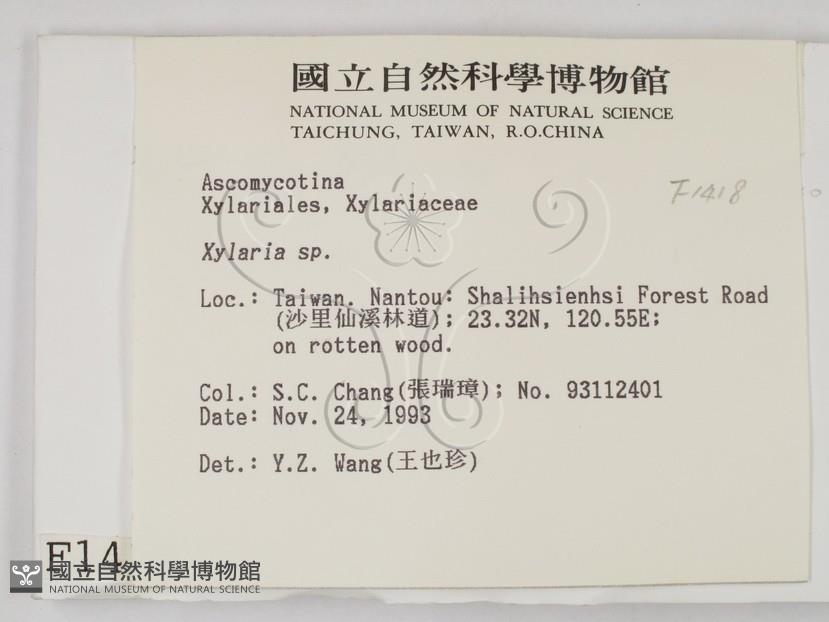 國立自然科學博物館
NATIONAL MUSEUM OF NATURAL SCIENCE
TAICHUNG, TAIWAN, R.O.CHINA
Ascomycotina
F1418
Xylariales, Xylariaceae
Xylaria sp.
Loc.: Taiwan. Nantou: Shalihsienhsi Forest Road
(沙里仙溪林道); 23.32N, 120.55E;
on rotten wood.
Col.: S.C. Chang(張瑞璋); No. 93112401
Date: Nov. 24, 1993
Det.: Y.Z. Wang(王也珍)
F14
國立自然科學博物館
NATIONAL MUSEUM OF NATURAL SCIENCE